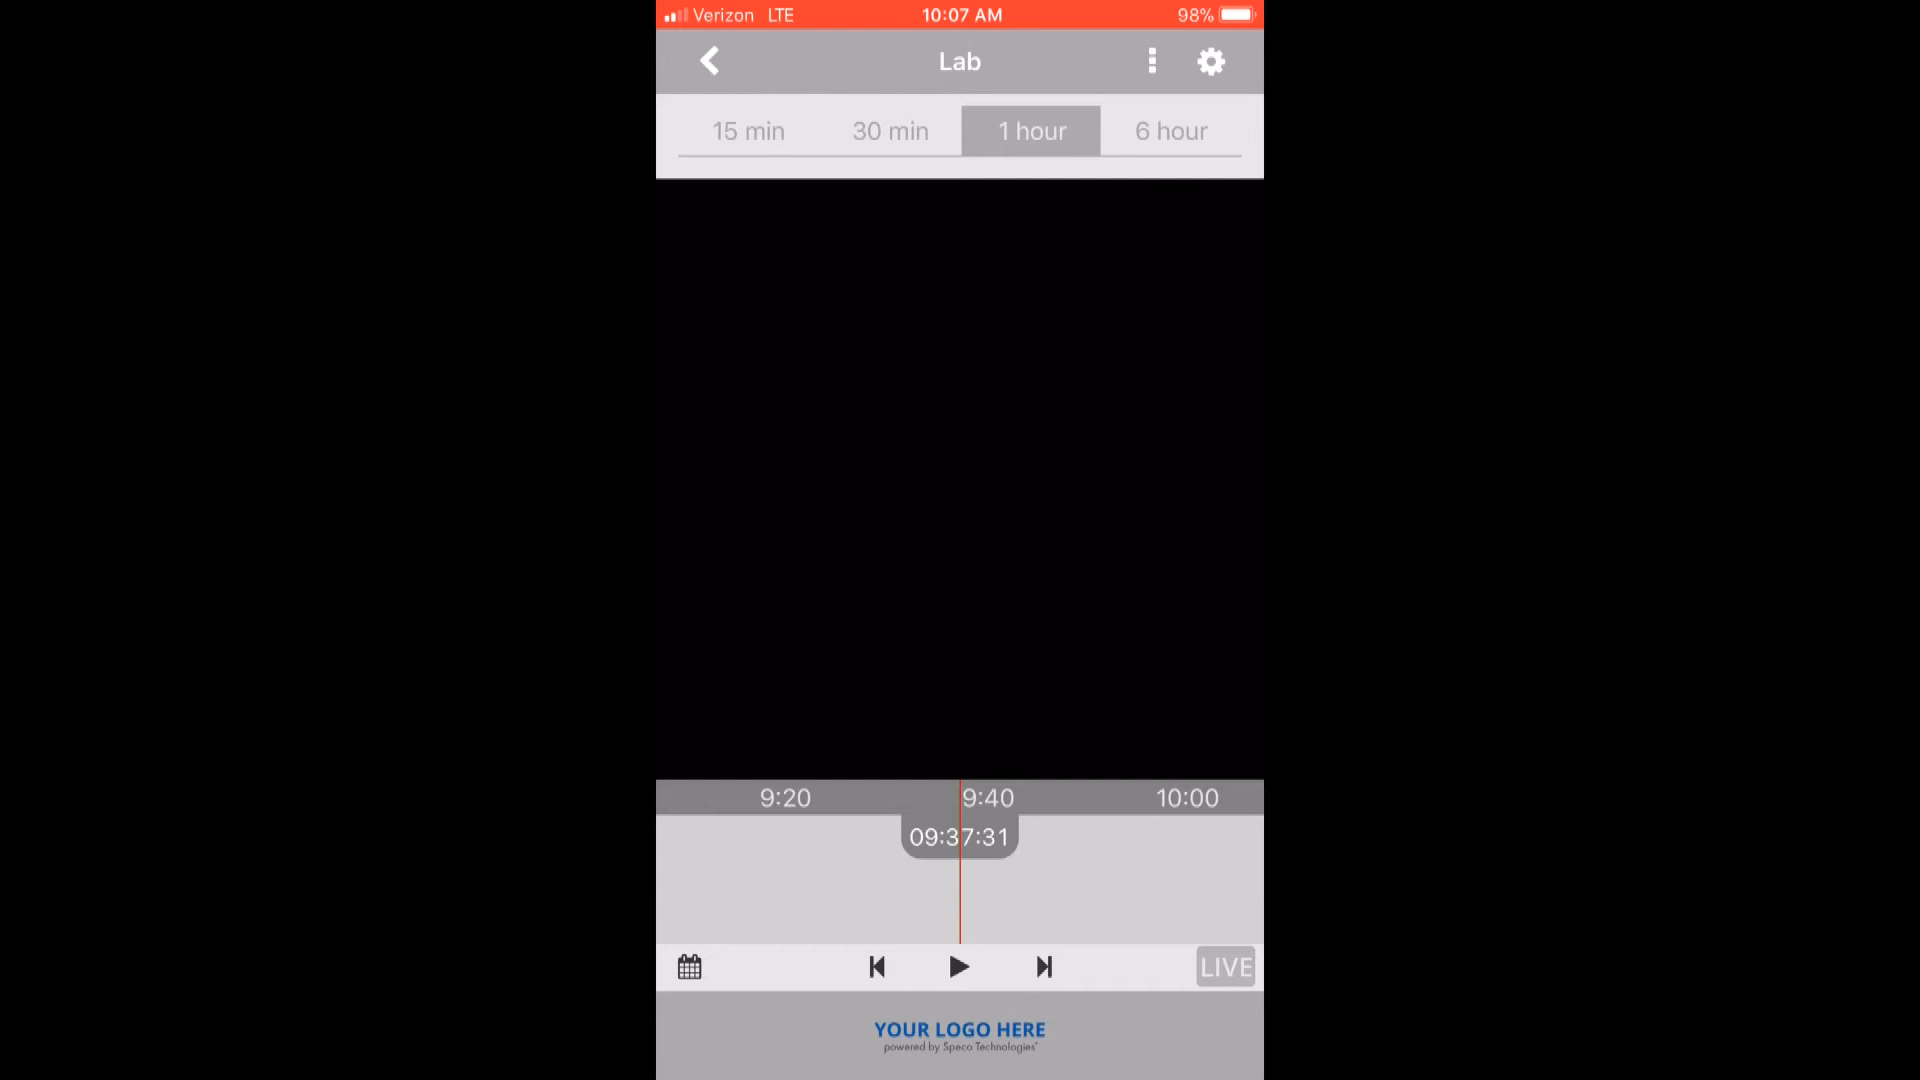 Verizon LTE 10:07 AM 98%
Lab
15 min 30 min 1 hour 6 hour
9:20 9:40 10:00
09:37:31
LIVE
YOUR LOGO HERE
powered by Speco Technologies®